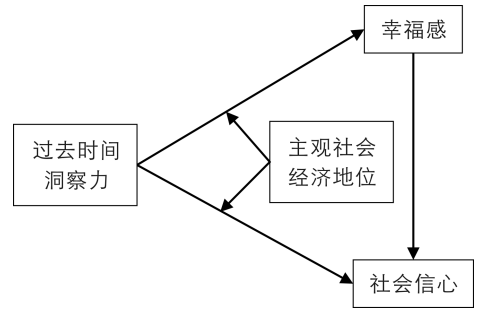 幸福感
过去时间
洞察力
主观社会
经济地位
社会信心